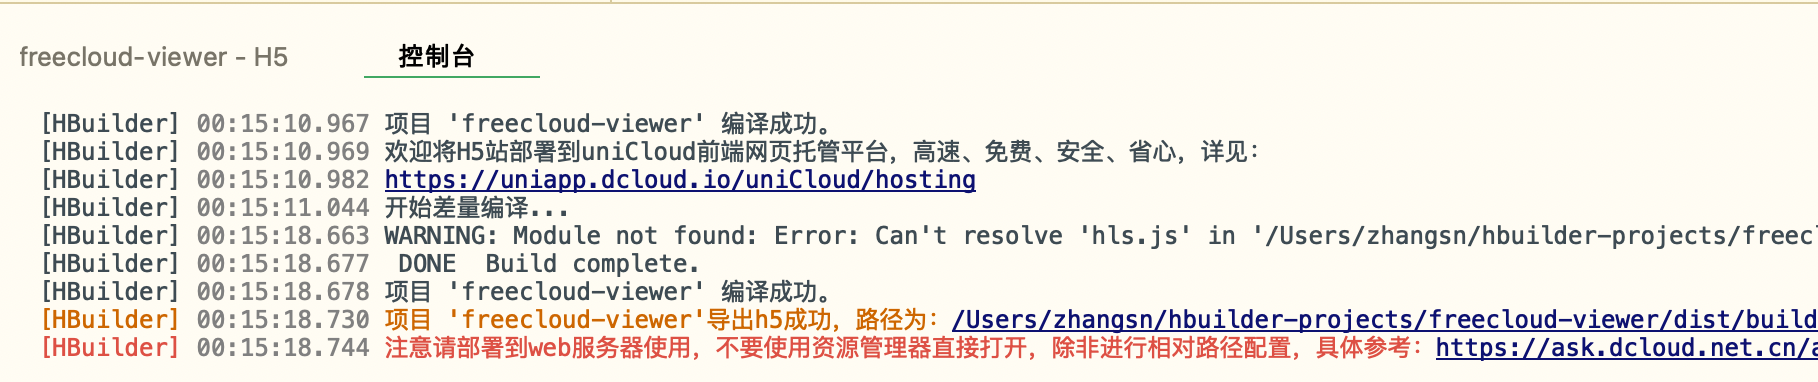 freecloud-viewer - H5 控制台
[HBuilder] 00:15:10.967 项目 'freecloud-viewer' 编译成功。
[HBuilder] 00:15:10.969 欢迎将H5站部署到uniCloud前端网页托管平台，高速、免费、安全、省心，详见：
[HBuilder] 00:15:10.982 https://uniapp.dcloud.io/uniCloud/hosting
[HBuilder] 00:15:11.044 开始差量编译...
[HBuilder] 00:15:18.663 WARNING: Module not found: Error: Can't resolve 'hls.js' in '/Users/zhangsn/hbuilder-projects/freecl
[HBuilder] 00:15:18.677 DONE Build complete.
[HBuilder] 00:15:18.678 项目 'freecloud-viewer' 编译成功。
[HBuilder] 00:15:18.730 项目 'freecloud-viewer'导出h5成功，路径为：/Users/zhangsn/hbuilder-projects/freecloud-viewer/dist/build
[HBuilder] 00:15:18.744 注意请部署到web服务器使用，不要使用资源管理器直接打开，除非进行相对路径配置，具体参考：https://ask.dcloud.net.cn/a